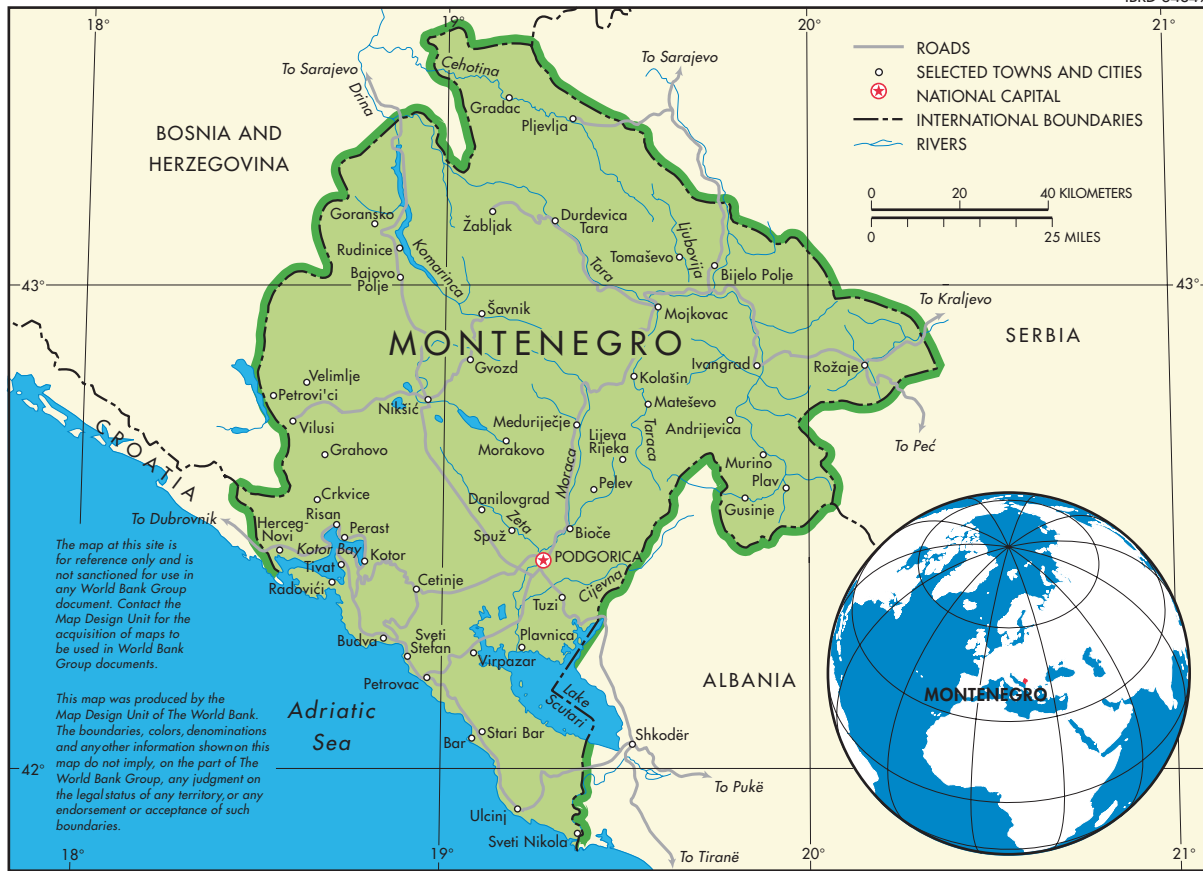 18°
19°
20°
21°
To Sarajevo
To Sarajevo
Cehotina
Drina
Gradac
Pljevlja
BOSNIA AND
HERZEGOVINA
ROADS
SELECTED TOWNS AND CITIES
NATIONAL CAPITAL
INTERNATIONAL BOUNDARIES
RIVERS
0 20 40 KILOMETERS
0 25 MILES
Goransko
Žabljak
Durdevica
Tara
Ljubovija
Rudinice
Komarinca
Tomaševo
Tara
Bijelo Polje
Bajovo
Polje
43°
43°
To Kraljevo
Šavnik
Mojkovac
SERBIA
MONTENEGRO
Gvozd
Ivangrad
Rožaje
Velimlje
Kolašin
Petrovi'ci
Nikšić
Mateševo
Vilusi
Meduriječje
Andrijevica
CROATIA
Lijeva
Rijeka
Taraca
To Peć
Grahovo
Morakovo
Moraca
Murino
Plav
Crkvice
Danilovgrad
Pelev
Gusinje
Risan
Zeta
To Dubrovnik
Herceg-
Novi
Perast
Spuž
Bioče
Kotor Bay
Kotor
PODGORICA
Tivat
Cetinje
Cijevna
Radovići
Tuzi
Budva
Sveti
Stefan
Plavnica
Virpazar
Petrovac
ALBANIA
MONTENEGRO
Lake
Scutari
Adriatic
Sea
Stari Bar
Bar
Shkodër
42°
42°
To Pukë
Ulcinj
Sveti Nikola
To Tiranë
18°
19°
20°
21°
The map at this site is
for reference only and is
not sanctioned for use in
any World Bank Group
document. Contact the
Map Design Unit for the
acquisition of maps to
be used in World Bank
Group documents.
This map was produced by the
Map Design Unit of The World Bank.
The boundaries, colors, denominations
and any other information shown on this
map do not imply, on the part of The
World Bank Group, any judgment on
the legal status of any territory, or any
endorsement or acceptance of such
boundaries.